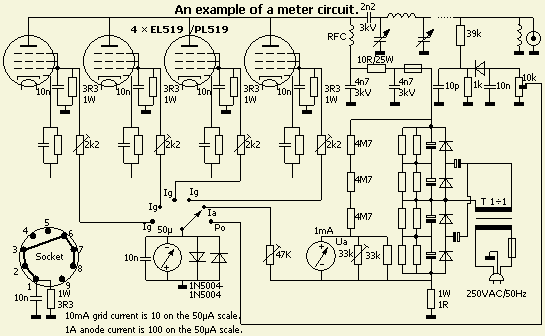 An example of a meter circuit.
2n2
3kV
4 × EL519 /PL519
RFC
39k
10R/25W
10n
3R3
1W
10n
3R3
1W
10n
3R3
1W
10n
3R3
1W
4n7
3kV
4n7
3kV
10p
1k
10n
10k
2k2
2k2
2k2
2k2
4M7
4M7
4M7
Ig
Ig
Ig
Ig
Ia
Po
T 1÷1
50µ
1mA
Ua
33k
33k
47K
10n
1N5004-
1N5004
250VAC/50Hz
4
5
6
3
7
2
8
1
9
Socket
10n
1W
3R3
1W
1R
10mA grid current is 10 on the 50µA scale.
1A anode current is 100 on the 50µA scale.